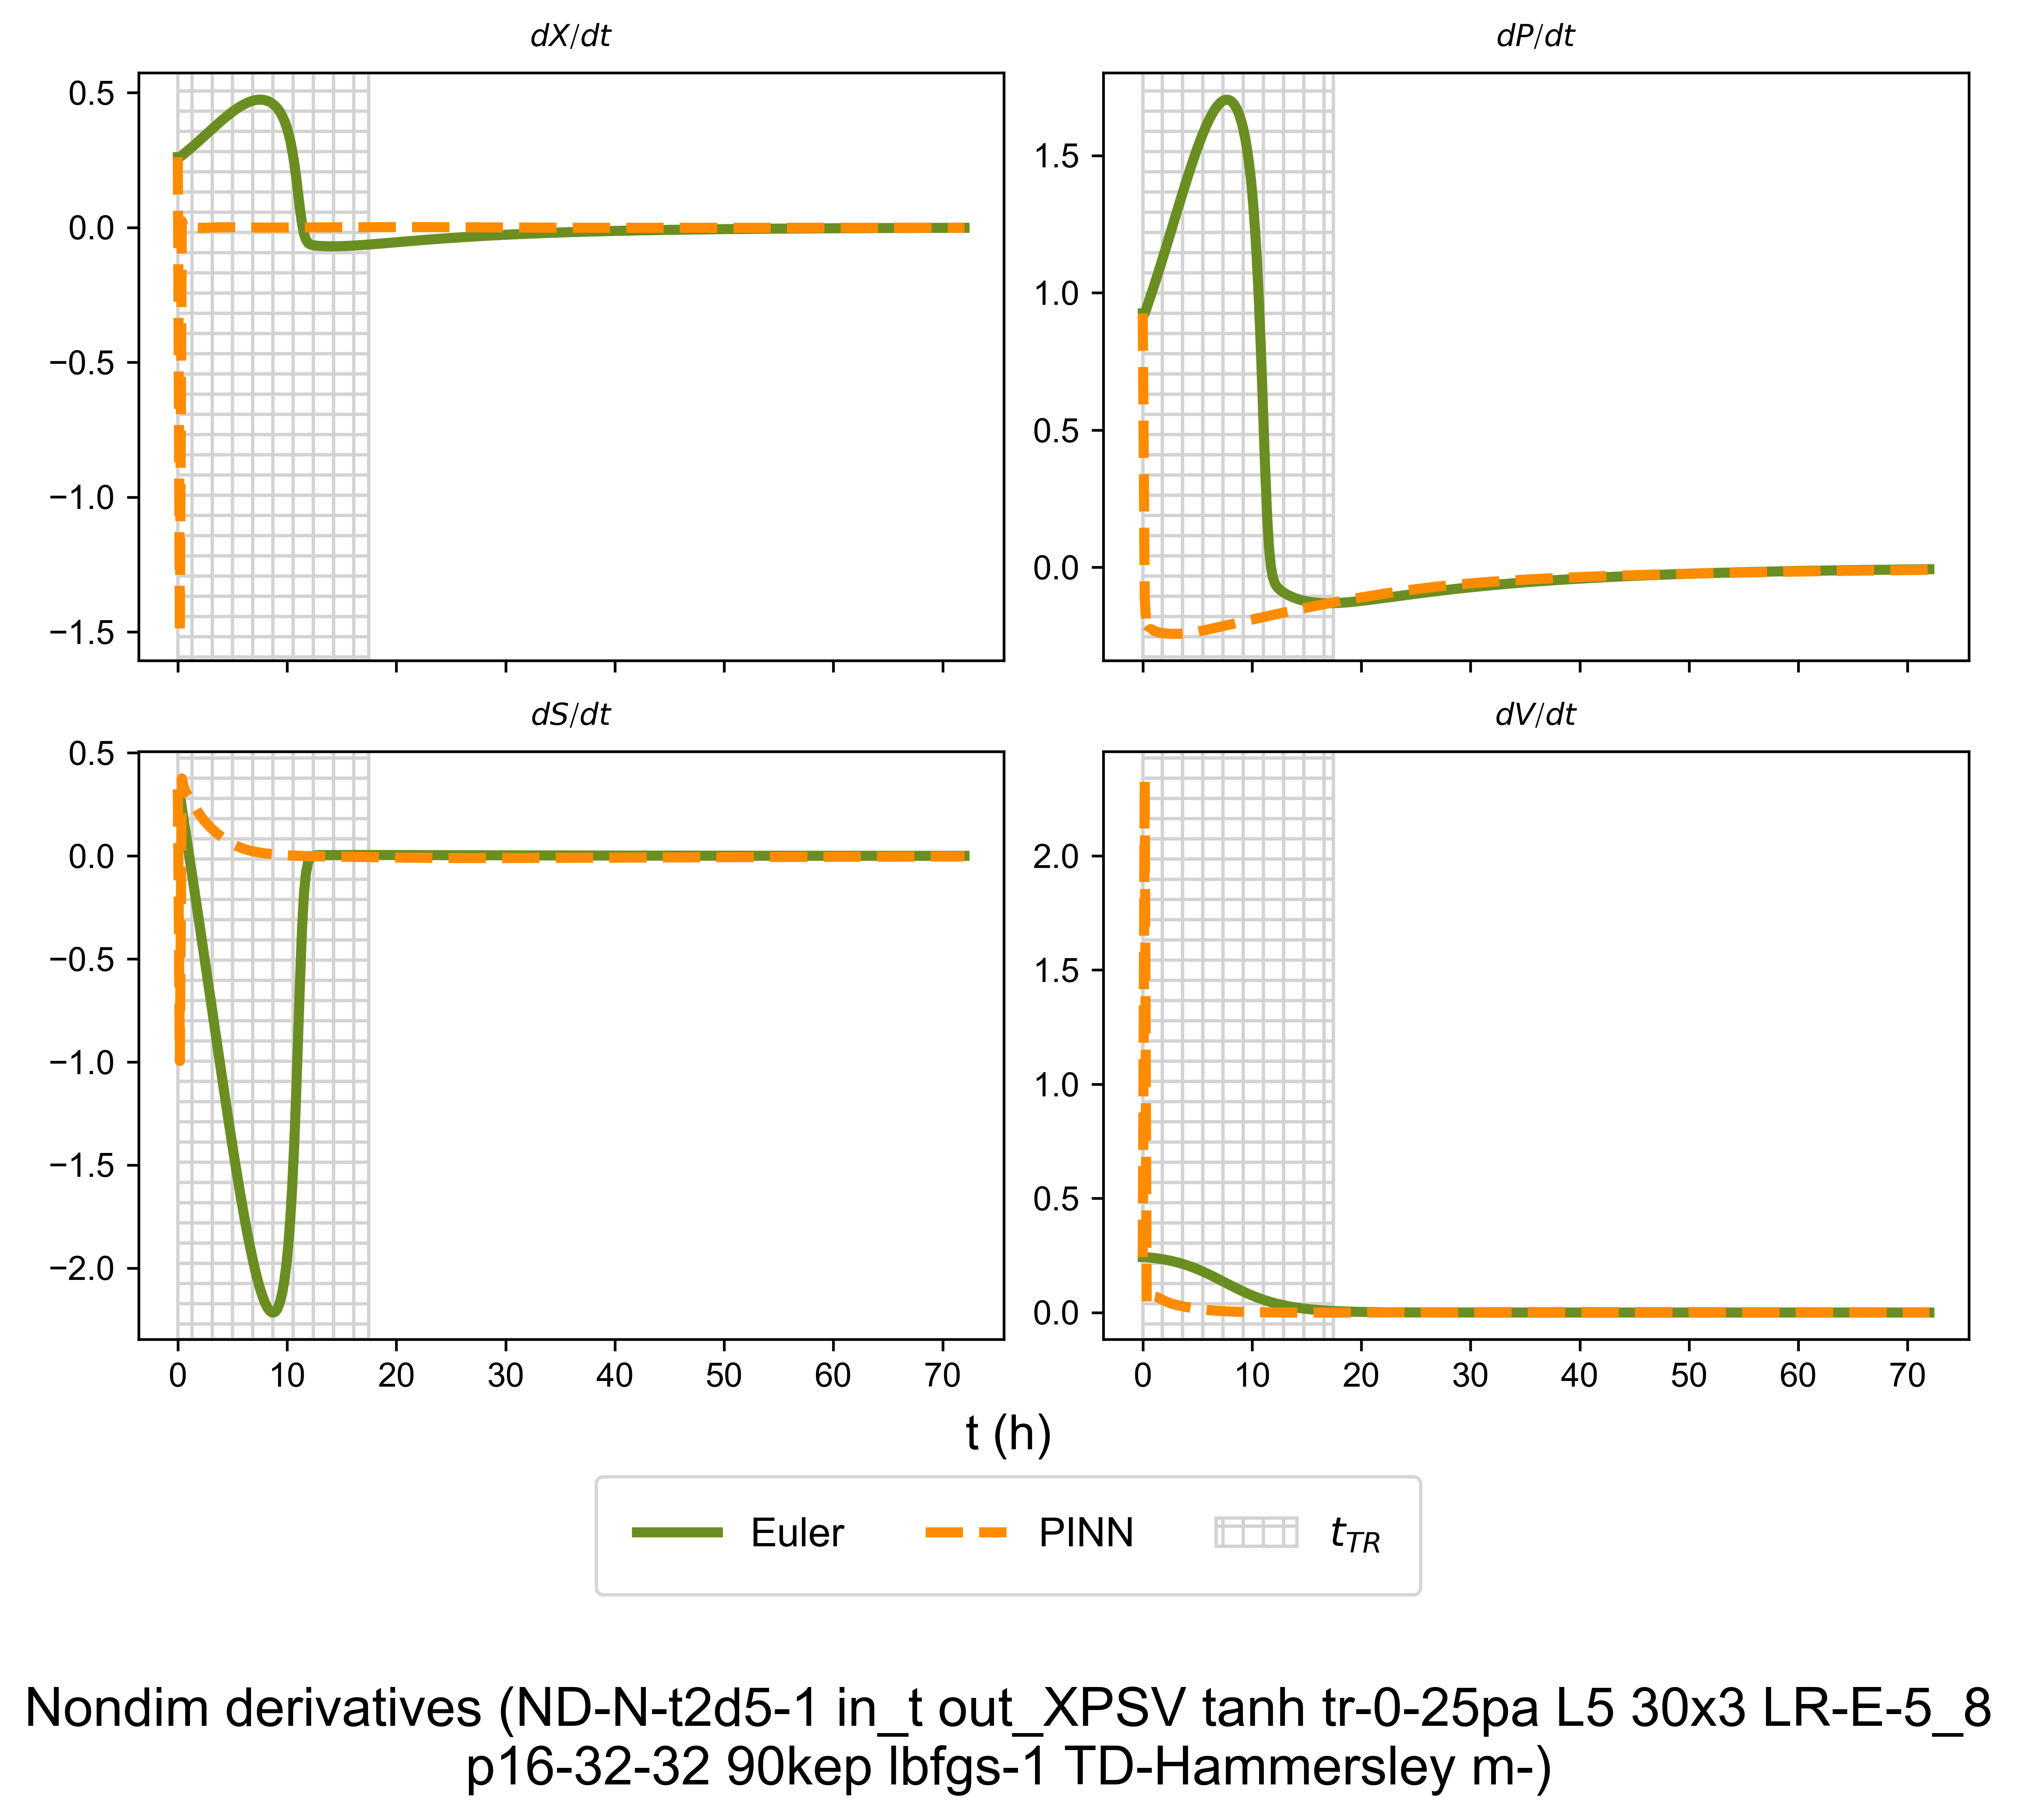 dX/dt
dP/dt
0.5
0.0
−0.5
−1.0
−1.5
1.5
1.0
0.5
0.0
dS/dt
dV/dt
0.5
0.0
−0.5
−1.0
−1.5
−2.0
0 10 20 30 40 50 60 70
2.0
1.5
1.0
0.5
0.0
0 10 20 30 40 50 60 70
t (h)
Euler PINN t_{TR}
Nondim derivatives (ND-N-t2d5-1 in_t out_XPSV tanh tr-0-25pa L5 30x3 LR-E-5_8
p16-32-32 90kep lbfgs-1 TD-Hammersley m-)